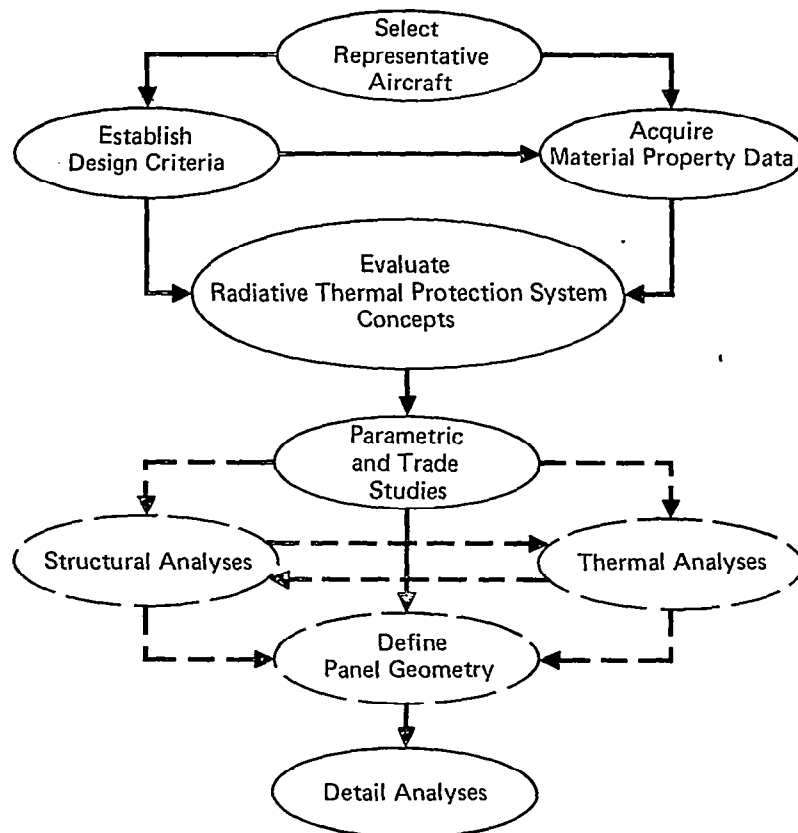 Select
Representative
Aircraft
Establish
Design Criteria
Acquire
Material Property Data
Evaluate
Radiative Thermal Protection System
Concepts
Parametric
and Trade
Studies
Structural Analyses
Thermal Analyses
Define
Panel Geometry
Detail Analyses